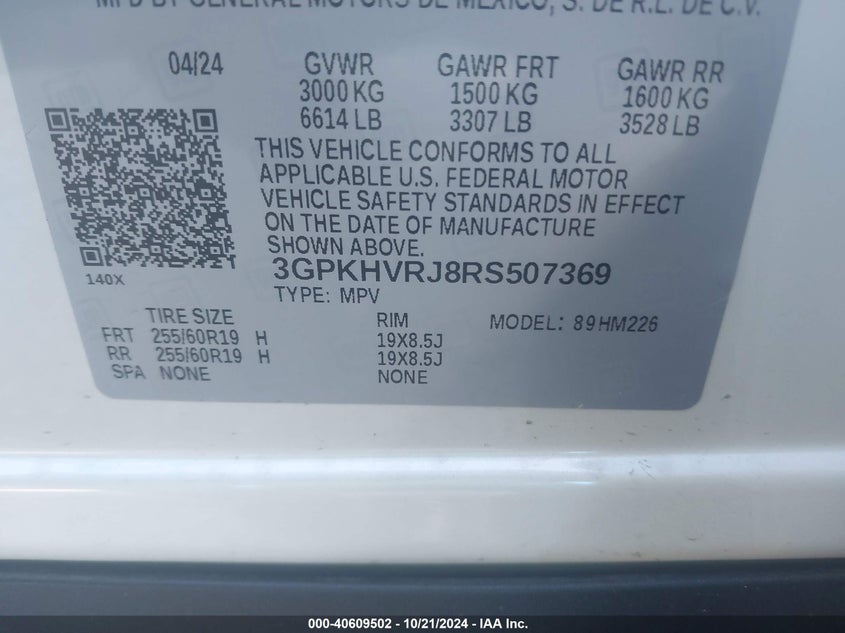 MFD BY GENERAL MOTORS DE MEXICO, S. DE R.L. DE C.V.
04/24 GVWR GAWR FRT GAWR RR
3000 KG 1500 KG 1600 KG
6614 LB 3307 LB 3528 LB
THIS VEHICLE CONFORMS TO ALL
APPLICABLE U.S. FEDERAL MOTOR
VEHICLE SAFETY STANDARDS IN EFFECT
ON THE DATE OF MANUFACTURE
SHOWN ABOVE.
140X
3GPKHVRJ8RS507369
TYPE: MPV
TIRE SIZE RIM MODEL: 89HM226
FRT 255/60R19 H 19X8.5J
RR 255/60R19 H 19X8.5J
SPA NONE NONE
000-40609502 - 10/21/2024 - IAA Inc.